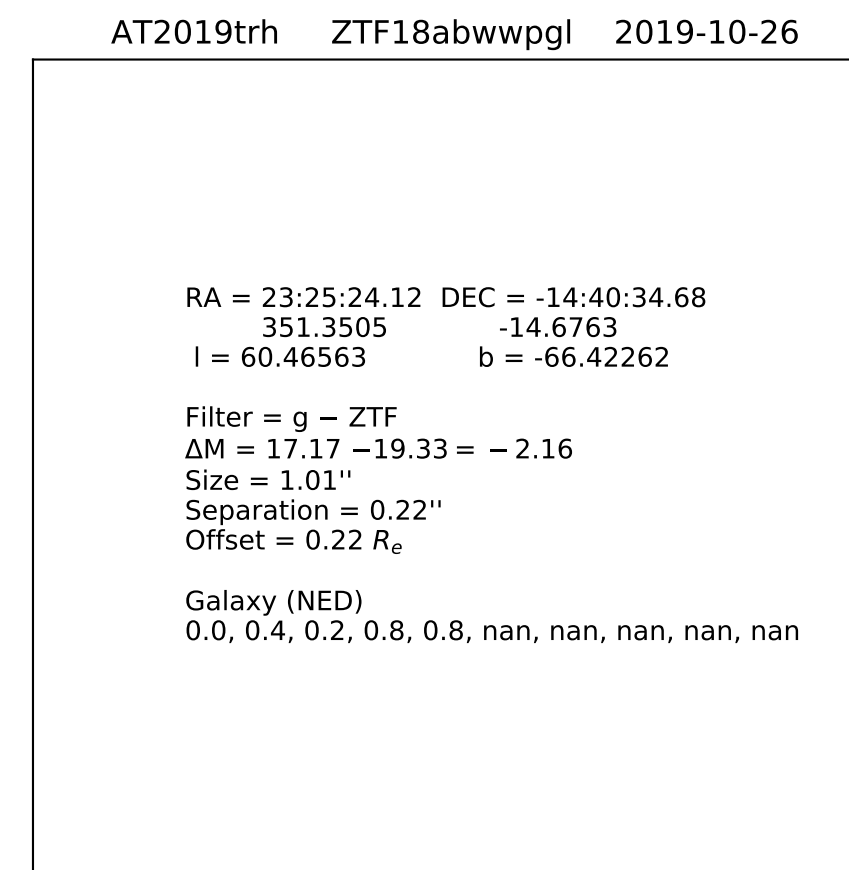 AT2019trh ZTF18abwwpgl 2019-10-26
RA = 23:25:24.12 DEC = -14:40:34.68
351.3505 -14.6763
l = 60.46563 b = -66.42262
Filter = g − ZTF
ΔM = 17.17 −19.33 = − 2.16
Size = 1.01''
Separation = 0.22''
Offset = 0.22 Re
Galaxy (NED)
0.0, 0.4, 0.2, 0.8, 0.8, nan, nan, nan, nan, nan